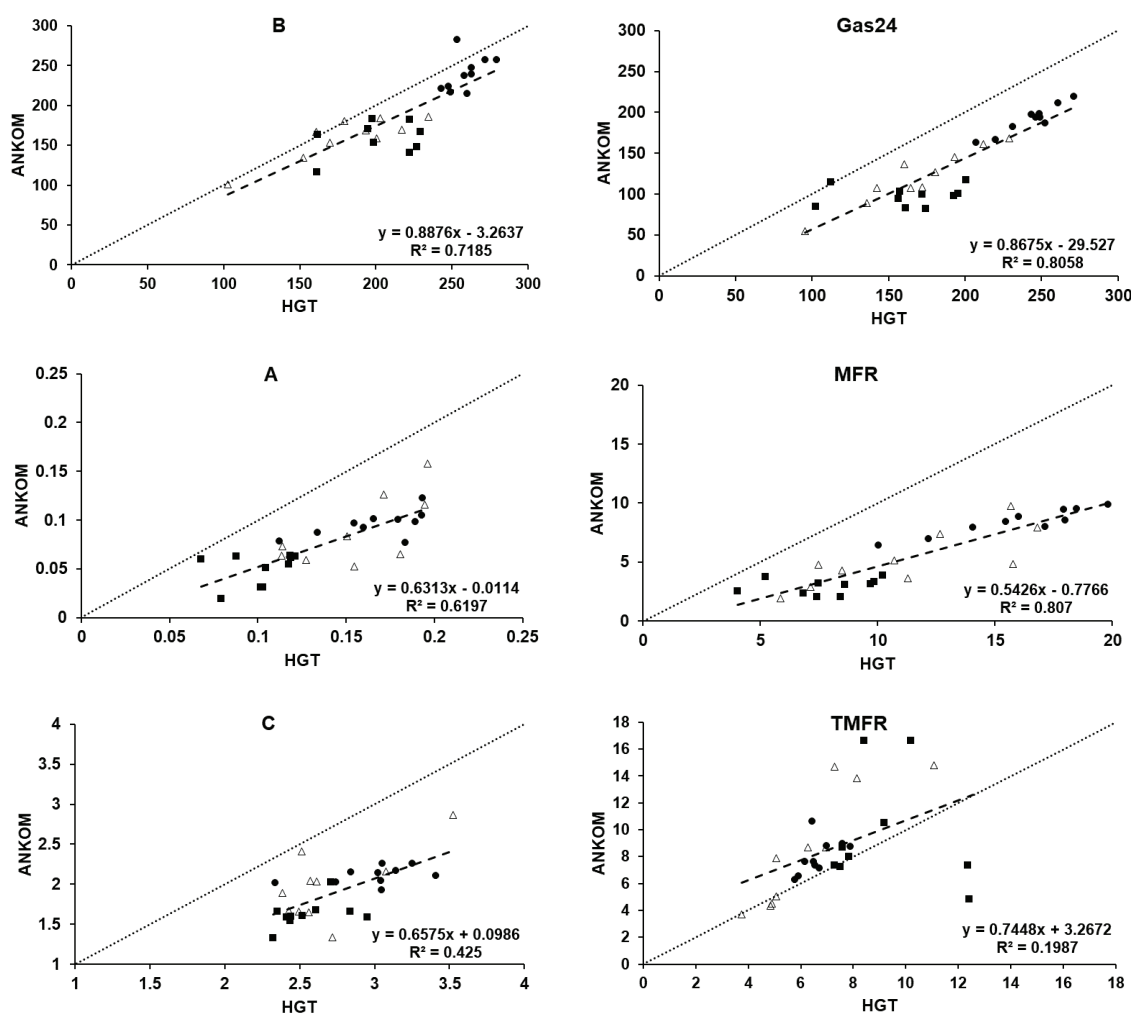 B
300
250
200
150
100
50
0
ANKOM
0 50 100 150 200 250 300
HGT
y = 0.8876x - 3.2637
R² = 0.7185
Gas24
300
250
200
150
100
50
0
ANKOM
0 50 100 150 200 250 300
HGT
y = 0.8675x - 29.527
R² = 0.8058
A
0.25
0.2
0.15
0.1
0.05
0
ANKOM
0 0.05 0.1 0.15 0.2 0.25
HGT
y = 0.6313x - 0.0114
R² = 0.6197
MFR
20
15
10
5
0
ANKOM
0 5 10 15 20
HGT
y = 0.5426x - 0.7766
R² = 0.807
C
4
3.5
3
2.5
2
1.5
1
ANKOM
1 1.5 2 2.5 3 3.5 4
HGT
y = 0.6575x + 0.0986
R² = 0.425
TMFR
18
16
14
12
10
8
6
4
2
0
ANKOM
0 2 4 6 8 10 12 14 16 18
HGT
y = 0.7448x + 3.2672
R² = 0.1987